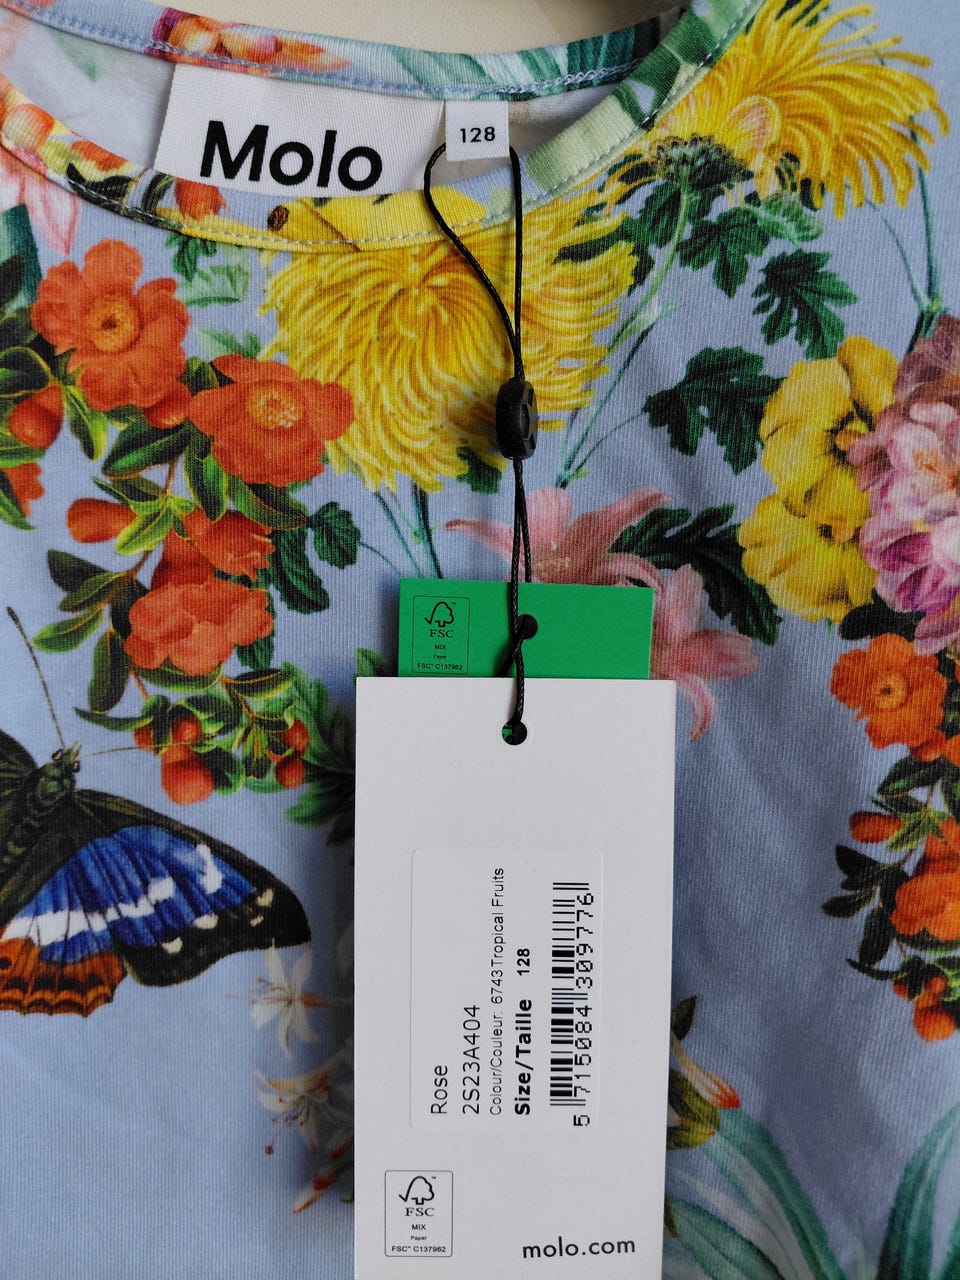 Molo
128
FSC
MIX
Paper
FSC® C137962
Rose
2S23A404
Colour/Couleur: 6743 Tropical Fruits
Size/Taille 128
5 715084 309776
FSC
MIX
Paper
FSC® C137962
molo.com